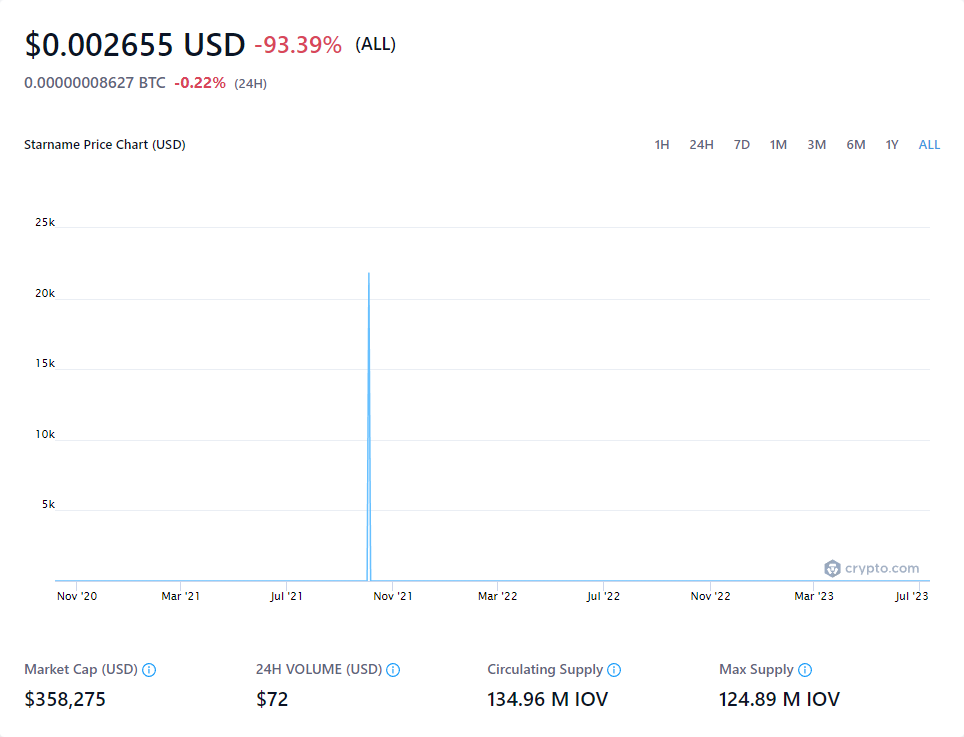 $0.002655 USD -93.39% (ALL)
0.00000008627 BTC -0.22% (24H)
Starname Price Chart (USD) 1H 24H 7D 1M 3M 6M 1Y ALL
25k
20k
15k
10k
5k
crypto.com
Nov '20 Mar '21 Jul '21 Nov '21 Mar '22 Jul '22 Nov '22 Mar '23 Jul '23
Market Cap (USD) 24H VOLUME (USD) Circulating Supply Max Supply
$358,275 $72 134.96 M IOV 124.89 M IOV